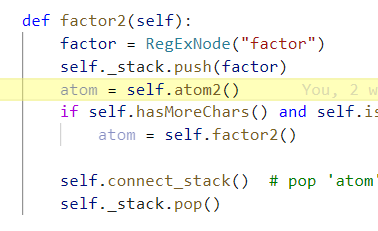 def factor2(self):
factor = RegExNode("factor")
self._stack.push(factor)
atom = self.atom2() You, 2 w
if self.hasMoreChars() and self.is
atom = self.factor2()
self.connect_stack() # pop 'atom'
self._stack.pop()